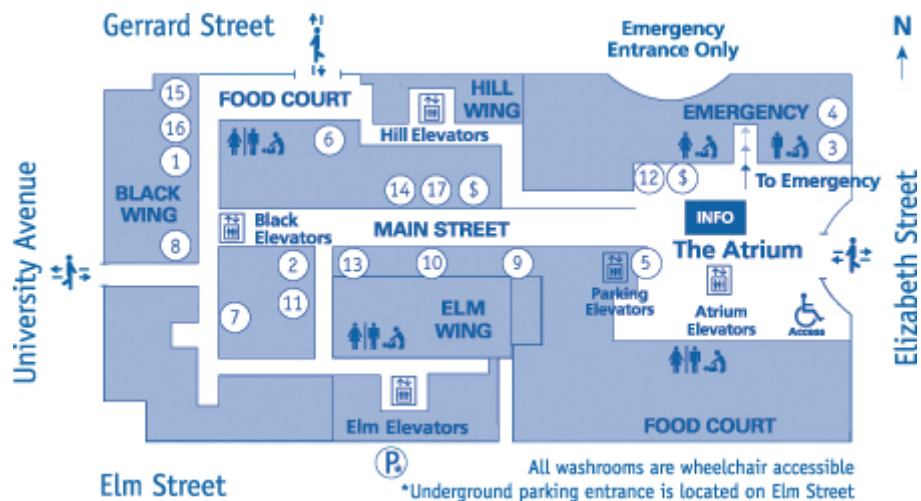 Gerrard Street
Emergency
Entrance Only
N
15
FOOD COURT
HILL
WING
EMERGENCY
4
16
6
Hill Elevators
3
1
12
$
To Emergency
BLACK
WING
14
17
$
INFO
Black
Elevators
MAIN STREET
The Atrium
8
2
13
10
9
5
University Avenue
Elizabeth Street
11
7
ELM
WING
Parking
Elevators
Atrium
Elevators
Access
Elm Elevators
FOOD COURT
P*
Elm Street
All washrooms are wheelchair accessible
*Underground parking entrance is located on Elm Street